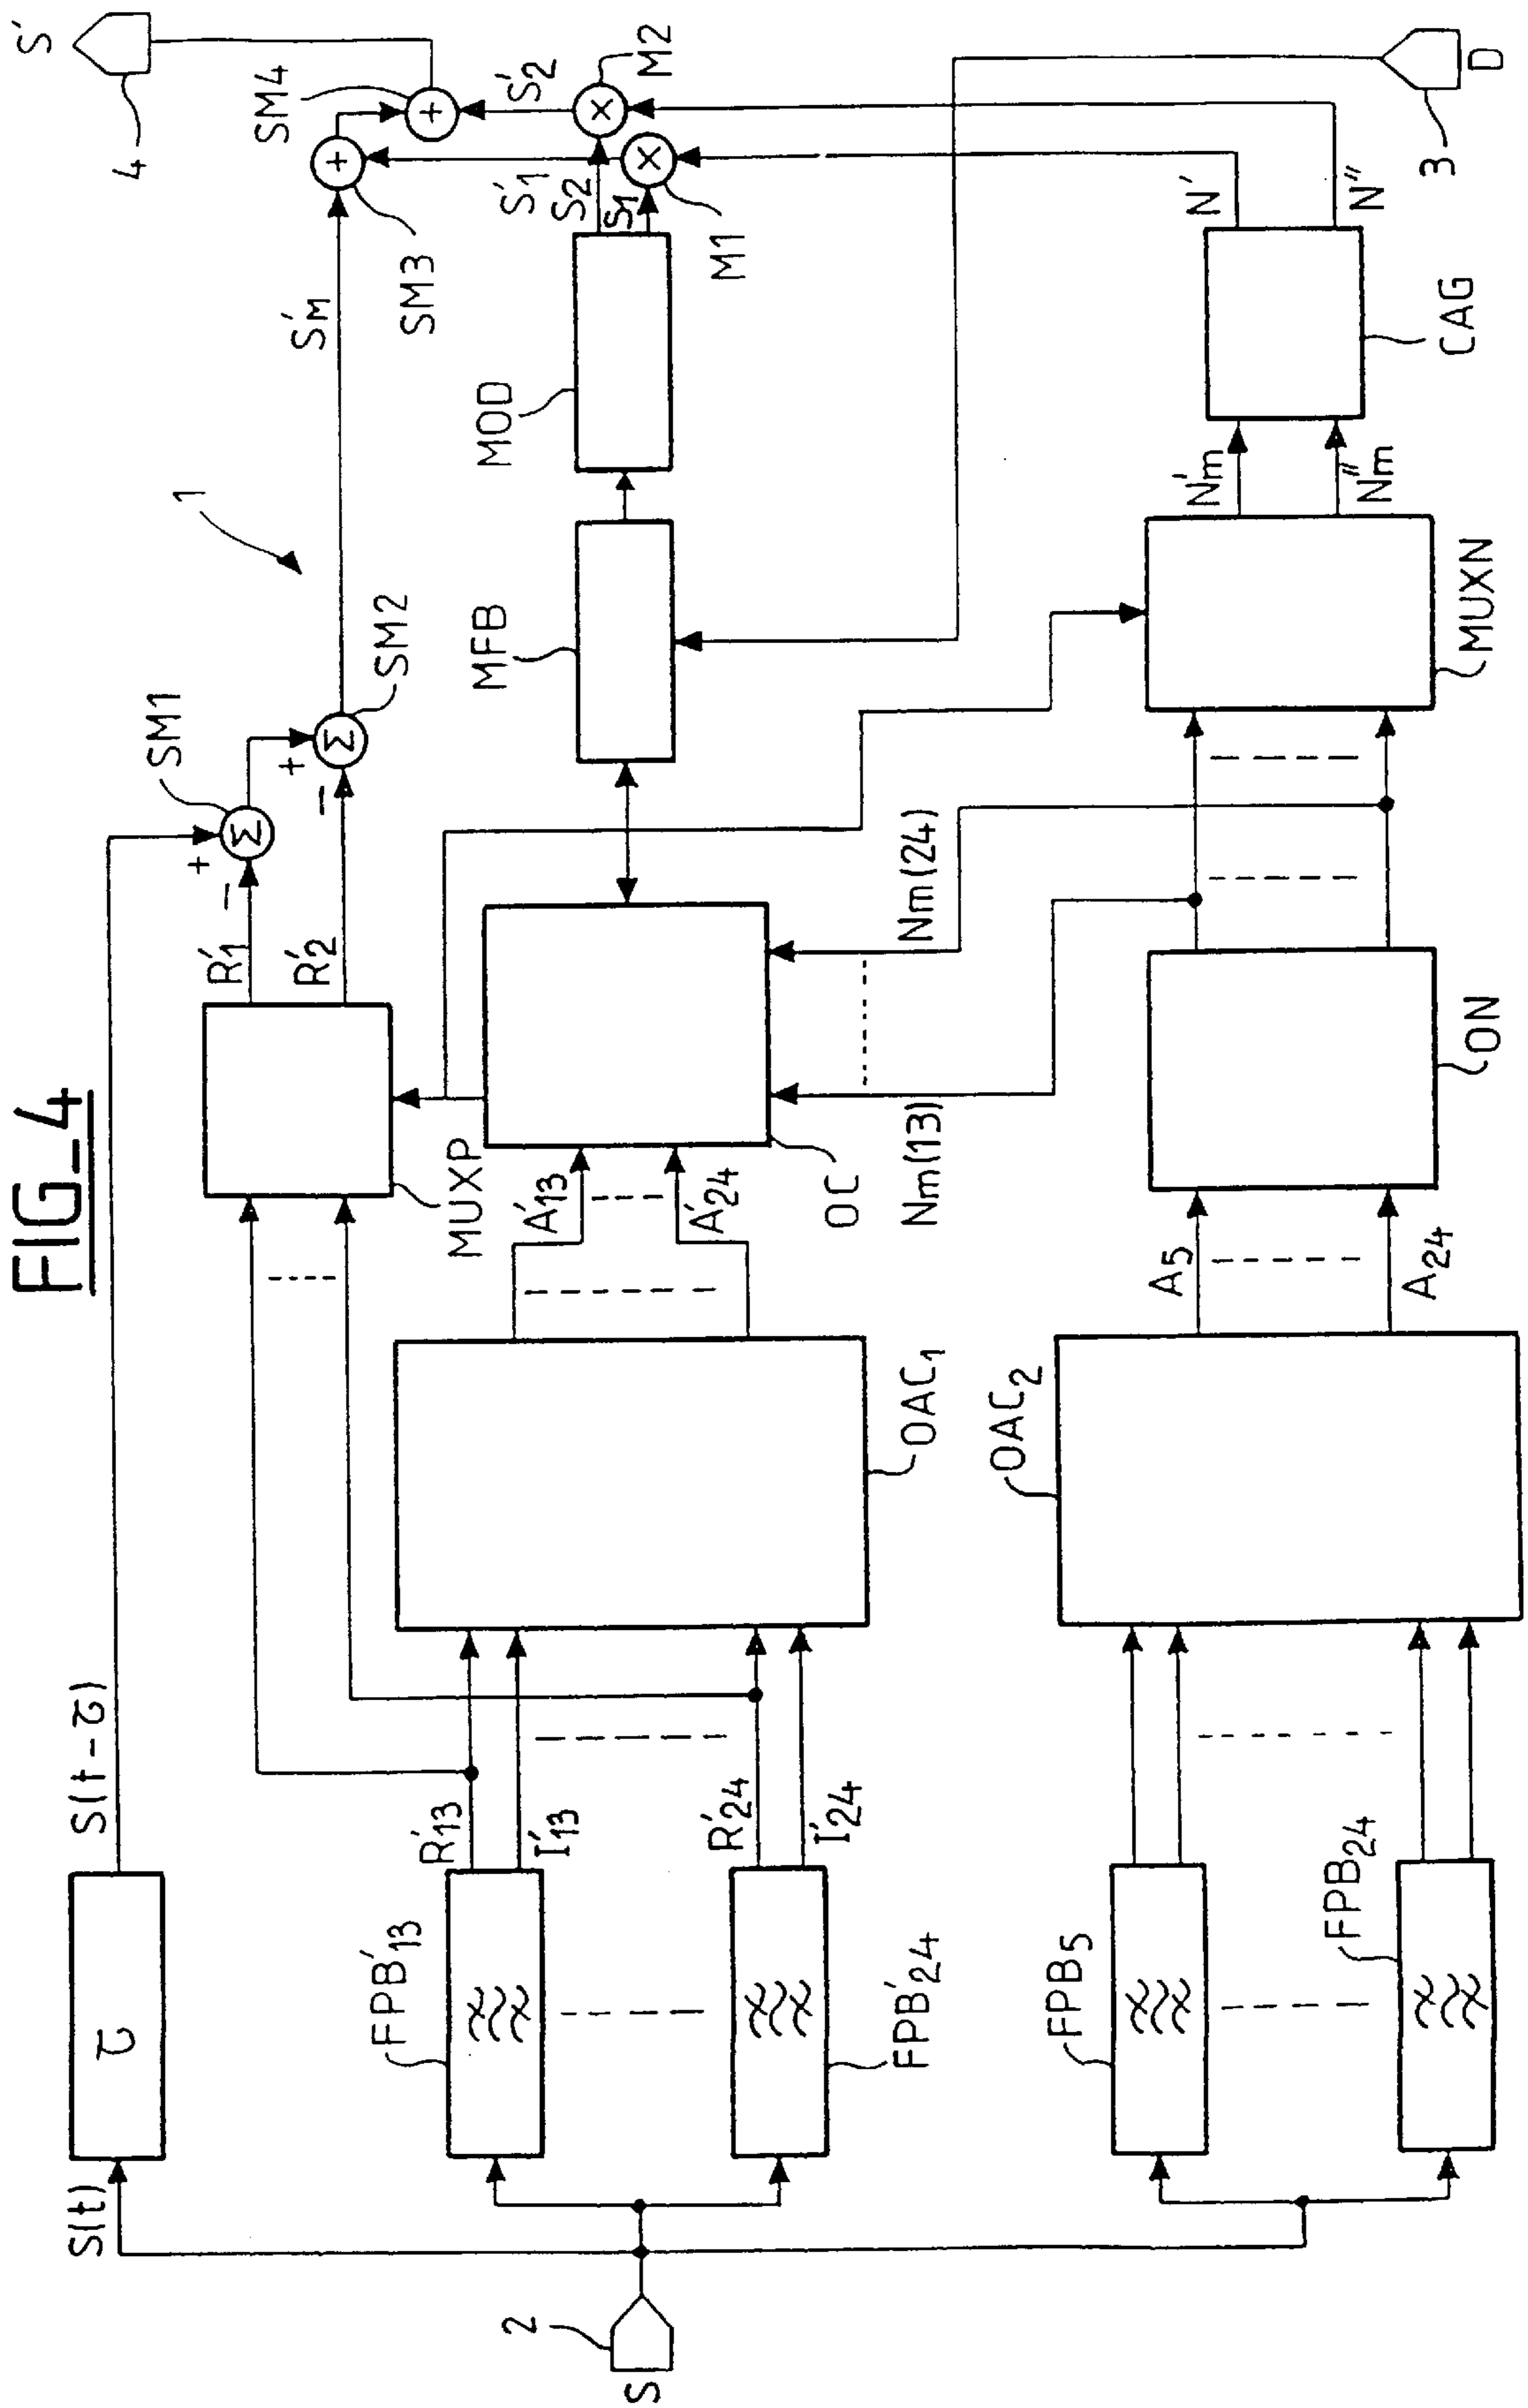 FIG_4
1
S(t)
τ
S(t-τ)
+
-
SM1
Σ
+
-
SM2
Σ
S'M
SM3
+
SM4
+
4
S'
R'1
R'2
MUXP
FPB'13
R'13
I'13
FPB'24
R'24
I'24
OAC1
A'13
A'24
OC
MFB
MOD
S1
S2
S'1
S'2
M1
×
M2
×
2
S
Nm(13)
Nm(24)
FPB5
FPB24
OAC2
A5
A24
ON
MUXN
N'm
N"m
CAG
N'
N"
3
D